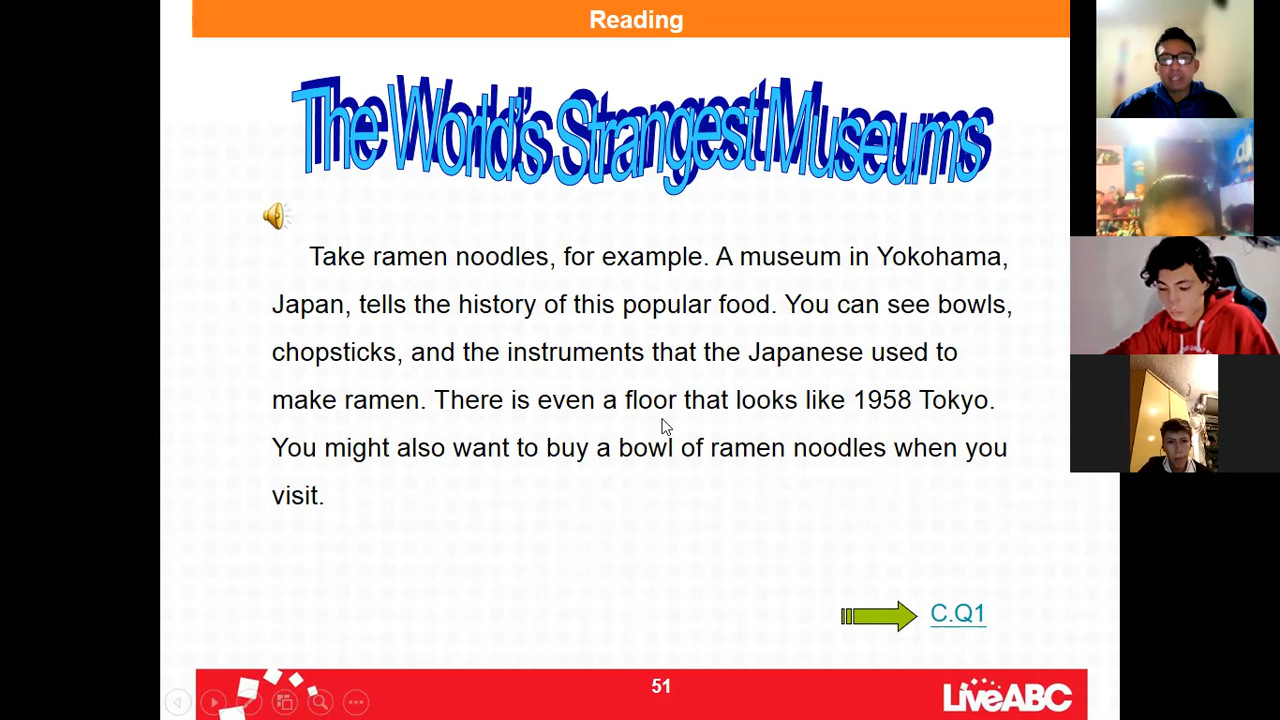 Reading
The World's Strangest Museums
Take ramen noodles, for example. A museum in Yokohama,
Japan, tells the history of this popular food. You can see bowls,
chopsticks, and the instruments that the Japanese used to
make ramen. There is even a floor that looks like 1958 Tokyo.
You might also want to buy a bowl of ramen noodles when you
visit.
C.Q1
51
LiveABC